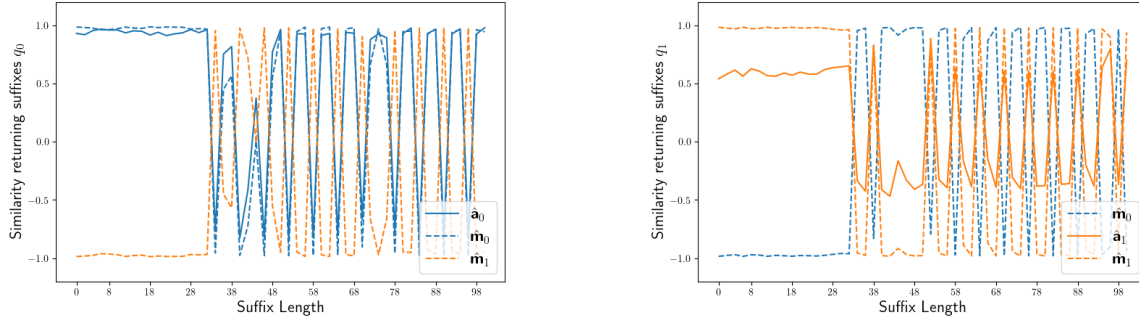 Similarity returning suffixes q₀
1.0
0.5
0.0
−0.5
−1.0
â₀
m̂₀
m̂₁
0 8 18 28 38 48 58 68 78 88 98
Suffix Length
Similarity returning suffixes q₁
1.0
0.5
0.0
−0.5
−1.0
m̂₀
â₁
m̂₁
0 8 18 28 38 48 58 68 78 88 98
Suffix Length